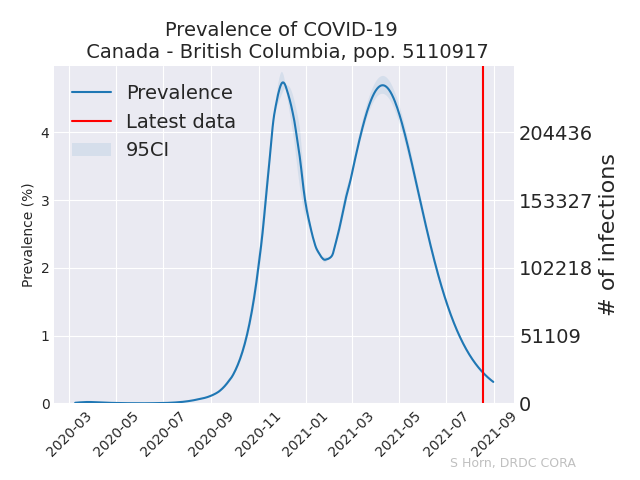 Prevalence of COVID-19
Canada - British Columbia, pop. 5110917
Prevalence
Latest data
95CI
Prevalence (%)
4
3
2
1
0
204436
153327
102218
51109
0
# of infections
2020-03
2020-05
2020-07
2020-09
2020-11
2021-01
2021-03
2021-05
2021-07
2021-09
S Horn, DRDC CORA